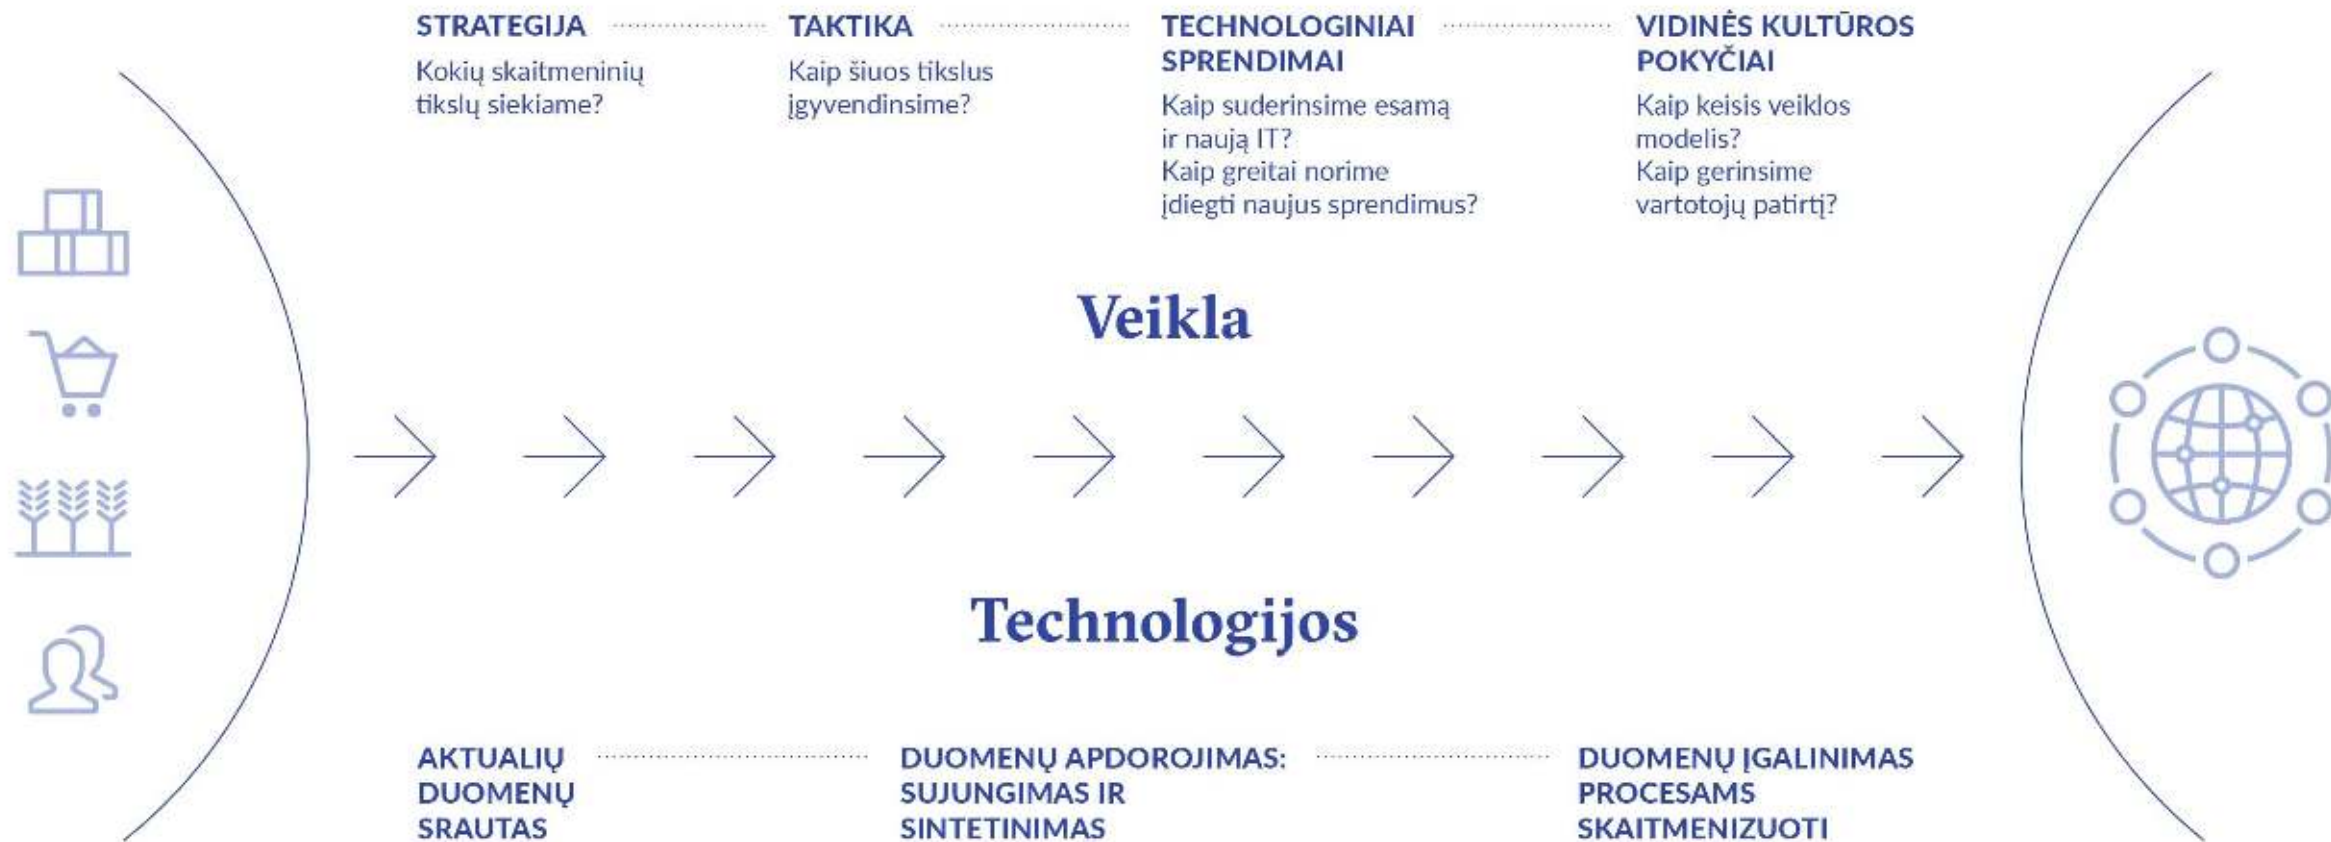 STRATEGIJA
Kokių skaitmeninių
tikslų siekiame?
TAKTIKA
Kaip šiuos tikslus
įgyvendinsime?
TECHNOLOGINIAI
SPRENDIMAI
Kaip suderinsime esamą
ir naują IT?
Kaip greitai norime
įdiegti naujus sprendimus?
VIDINĖS KULTŪROS
POKYČIAI
Kaip keisis veiklos
modelis?
Kaip gerinsime
vartotojų patirtį?
Veikla
Technologijos
AKTUALIŲ
DUOMENŲ
SRAUTAS
DUOMENŲ APDOROJIMAS:
SUJUNGIMAS IR
SINTETINIMAS
DUOMENŲ ĮGALINIMAS
PROCESAMS
SKAITMENIZUOTI